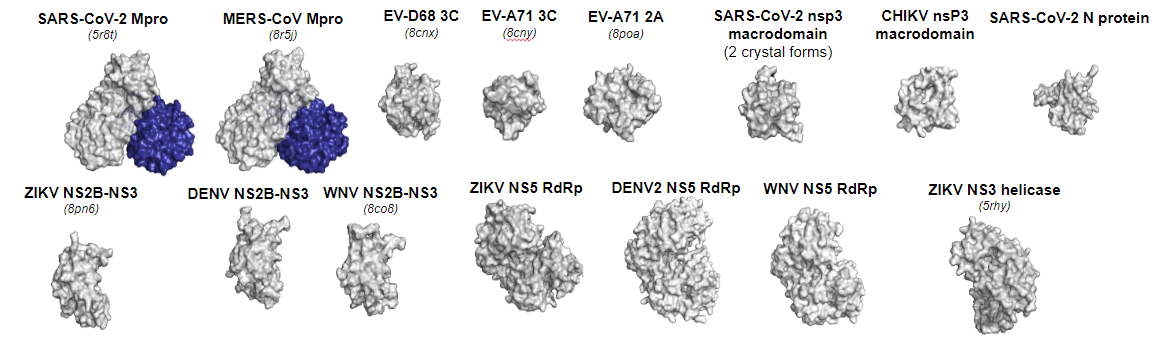 SARS-CoV-2 Mpro
(5r8t)
MERS-CoV Mpro
(8r5j)
EV-D68 3C
(8cnx)
EV-A71 3C
(8cny)
EV-A71 2A
(8poa)
SARS-CoV-2 nsp3
macrodomain
(2 crystal forms)
CHIKV nsP3
macrodomain
SARS-CoV-2 N protein
ZIKV NS2B-NS3
(8pn6)
DENV NS2B-NS3
WNV NS2B-NS3
(8co8)
ZIKV NS5 RdRp
DENV2 NS5 RdRp
WNV NS5 RdRp
ZIKV NS3 helicase
(5rhy)